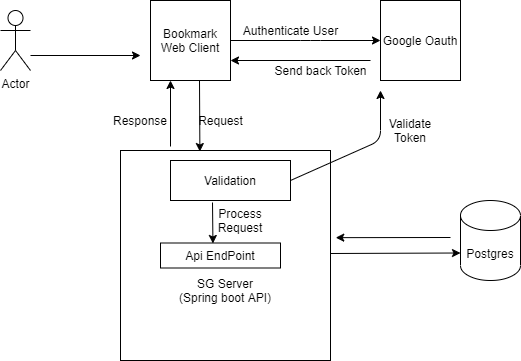 Bookmark
Web Client
Authenticate User
Google Oauth
Send back Token
Actor
Response
Request
Validate
Token
Validation
Process
Request
Api EndPoint
Postgres
SG Server
(Spring boot API)